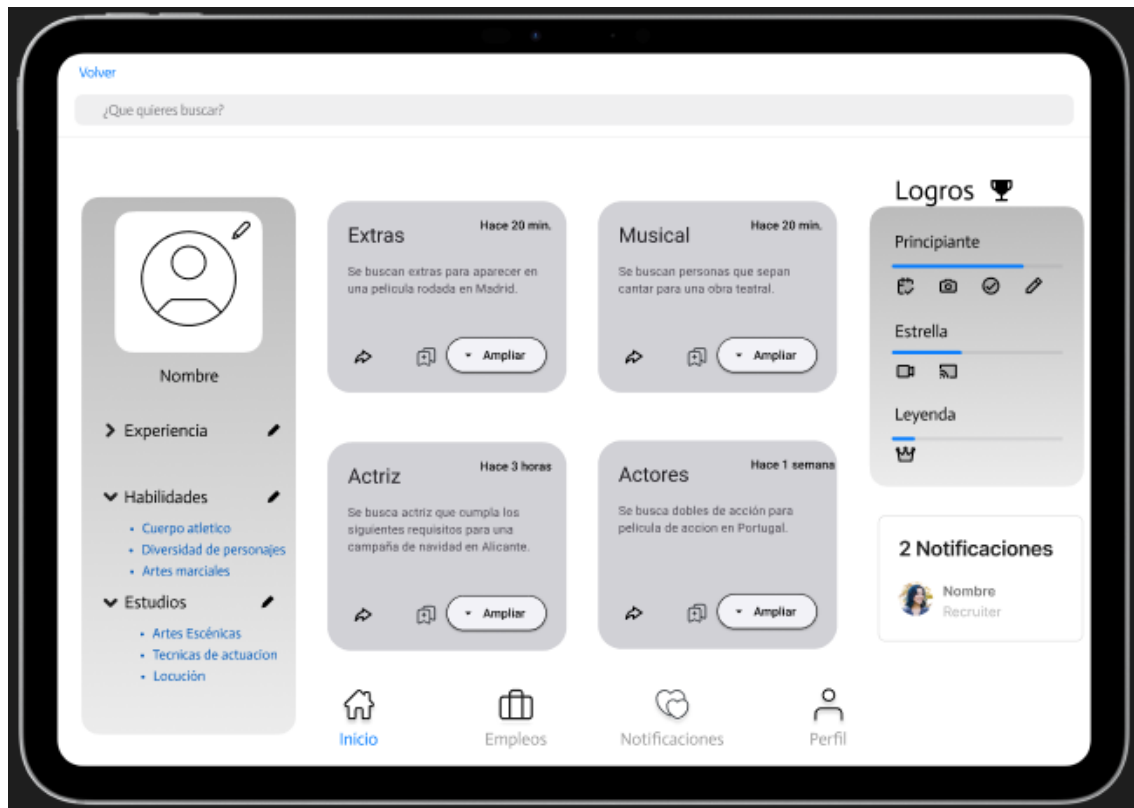 Volver
¿Que quieres buscar?
Nombre
Experiencia
Habilidades
Cuerpo atletico
Diversidad de personajes
Artes marciales
Estudios
Artes Escénicas
Tecnicas de actuacion
Locución
Extras
Hace 20 min.
Se buscan extras para aparecer en
una pelicula rodada en Madrid.
Ampliar
Musical
Hace 20 min.
Se buscan personas que sepan
cantar para una obra teatral.
Ampliar
Actriz
Hace 3 horas
Se busca actriz que cumpla los
siguientes requisitos para una
campaña de navidad en Alicante.
Ampliar
Actores
Hace 1 semana
Se busca dobles de acción para
pelicula de accion en Portugal.
Ampliar
Logros
Principiante
Estrella
Leyenda
2 Notificaciones
Nombre
Recruiter
Inicio
Empleos
Notificaciones
Perfil